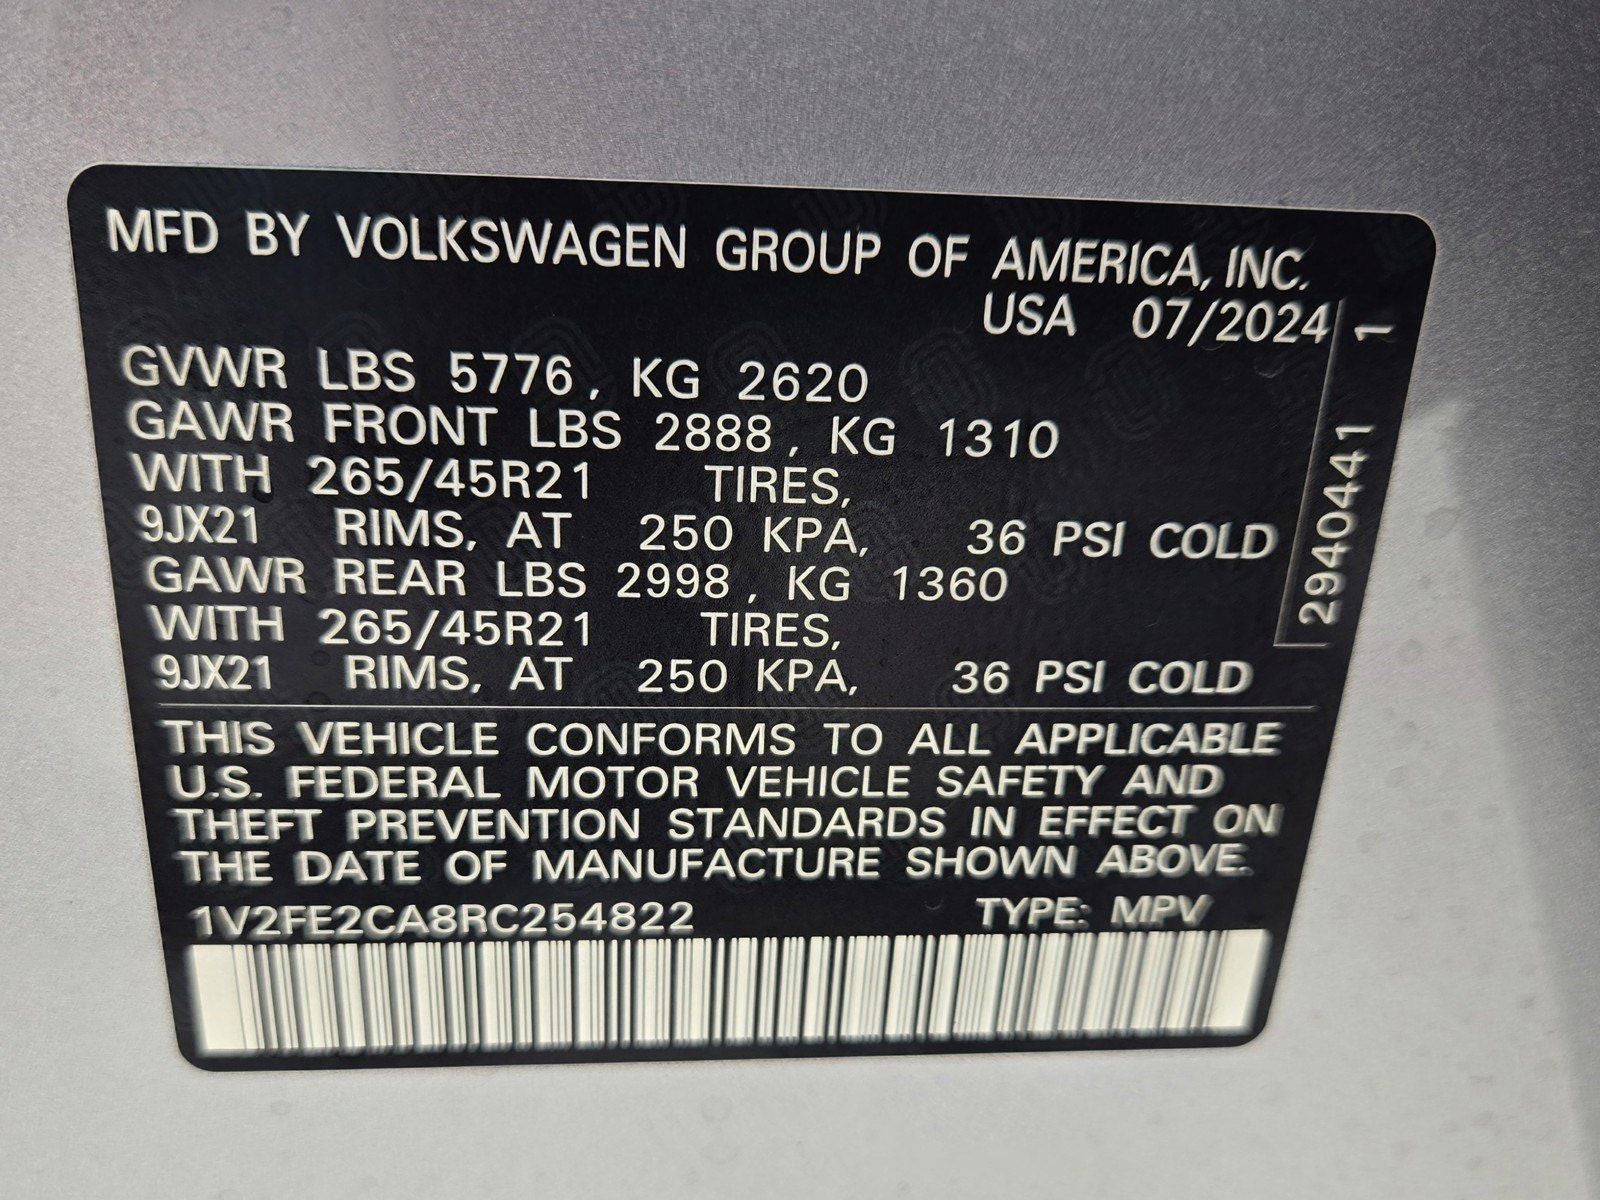 MFD BY VOLKSWAGEN GROUP OF AMERICA, INC.
USA 07/2024
GVWR LBS 5776, KG 2620
GAWR FRONT LBS 2888, KG 1310
WITH 265/45R21 TIRES,
9JX21 RIMS, AT 250 KPA, 36 PSI COLD
GAWR REAR LBS 2998, KG 1360
WITH 265/45R21 TIRES,
9JX21 RIMS, AT 250 KPA, 36 PSI COLD
2940441 1
THIS VEHICLE CONFORMS TO ALL APPLICABLE
U.S. FEDERAL MOTOR VEHICLE SAFETY AND
THEFT PREVENTION STANDARDS IN EFFECT ON
THE DATE OF MANUFACTURE SHOWN ABOVE.
1V2FE2CA8RC254822 TYPE: MPV